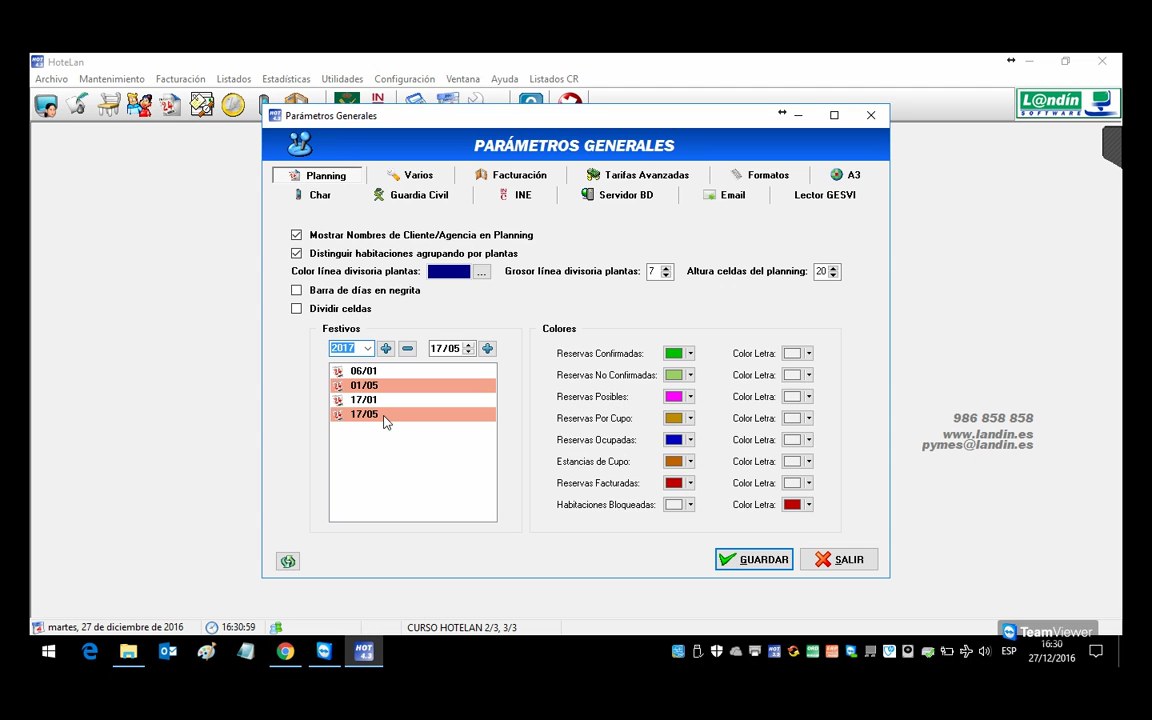 HoteLan
Archivo Mantenimiento Facturación Listados Estadísticas Utilidades Configuración Ventana Ayuda Listados CR
L@ndín
SOFTWARE
Parámetros Generales
PARÁMETROS GENERALES
Planning Varios Facturación Tarifas Avanzadas Formatos A3
Char Guardia Civil INE Servidor BD Email Lector GESVI
Mostrar Nombres de Cliente/Agencia en Planning
Distinguir habitaciones agrupando por plantas
Color línea divisoria plantas: ... Grosor línea divisoria plantas: 7 Altura celdas del planning: 20
Barra de días en negrita
Dividir celdas
Festivos
2017 17/05
06/01
01/05
17/01
17/05
Colores
Reservas Confirmadas: Color Letra:
Reservas No Confirmadas: Color Letra:
Reservas Posibles: Color Letra:
Reservas Por Cupo: Color Letra:
Reservas Ocupadas: Color Letra:
Estancias de Cupo: Color Letra:
Reservas Facturadas: Color Letra:
Habitaciones Bloqueadas: Color Letra:
986 858 858
www.landin.es
pymes@landin.es
GUARDAR SALIR
martes, 27 de diciembre de 2016 16:30:59 CURSO HOTELAN 2/3, 3/3
TeamViewer
HOT
4.3
ESP
16:30
27/12/2016